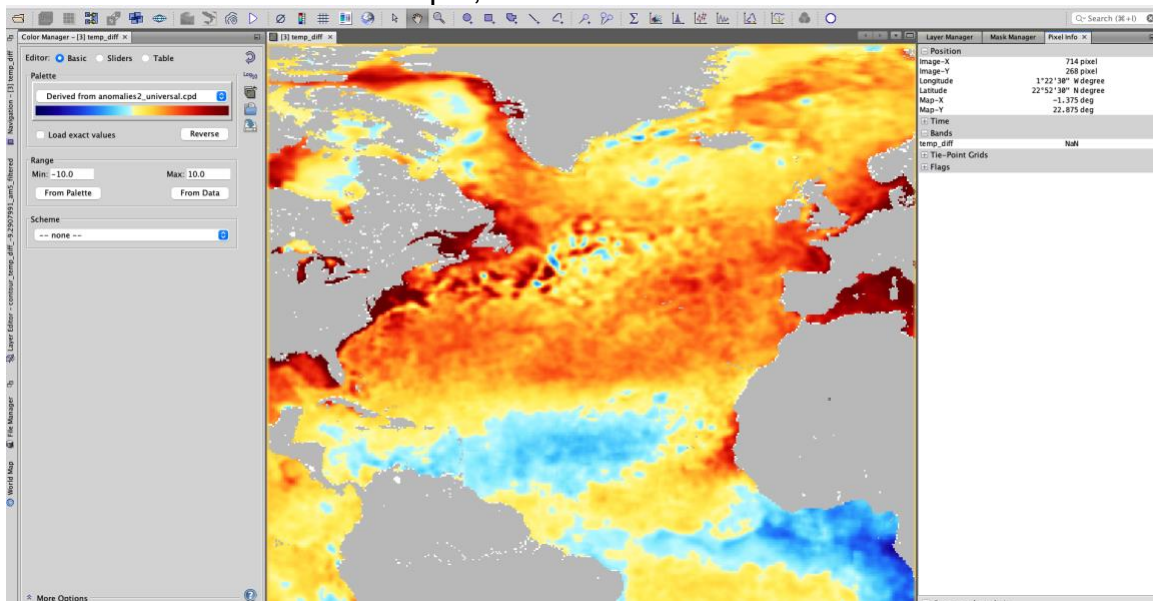 Search (⌘+I)
Color Manager - [3] temp_diff ×
[3] temp_diff ×
Layer Manager
Mask Manager
Pixel Info ×
Editor: Basic Sliders Table
Palette
Derived from anomalies2_universal.cpd
Load exact values
Reverse
Range
Min: -10.0
Max: 10.0
From Palette
From Data
Scheme
-- none --
More Options
Position
Image-X 714 pixel
Image-Y 268 pixel
Longitude 1°22'30" W degree
Latitude 22°52'30" N degree
Map-X -1.375 deg
Map-Y 22.875 deg
Time
Bands
temp_diff NaN
Tie-Point Grids
Flags
Navigation - [3] temp_diff
Layer Editor - contour_temp_diff_-9.2907991_am5_filtered
File Manager
World Map